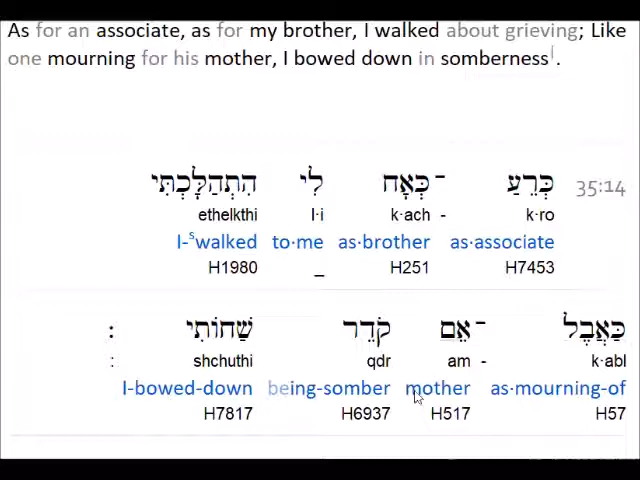 As for an associate, as for my brother, I walked about grieving; Like
one mourning for his mother, I bowed down in somberness⌈.
35:14 כְּרֵעַ ־ כְּאָח לִי הִתְהַלָּכְתִּי
ethelkthi l·i k·ach - k·ro
I-ˢwalked to·me as·brother as·associate
H1980 _ H251 H7453
כַּאֲבֶל ־ אֵם קֹדֵר שַׁחוֹתִי :
: shchuthi qdr am - k·abl
I-bowed-down being-somber mother as·mourning-of
H7817 H6937 H517 H57